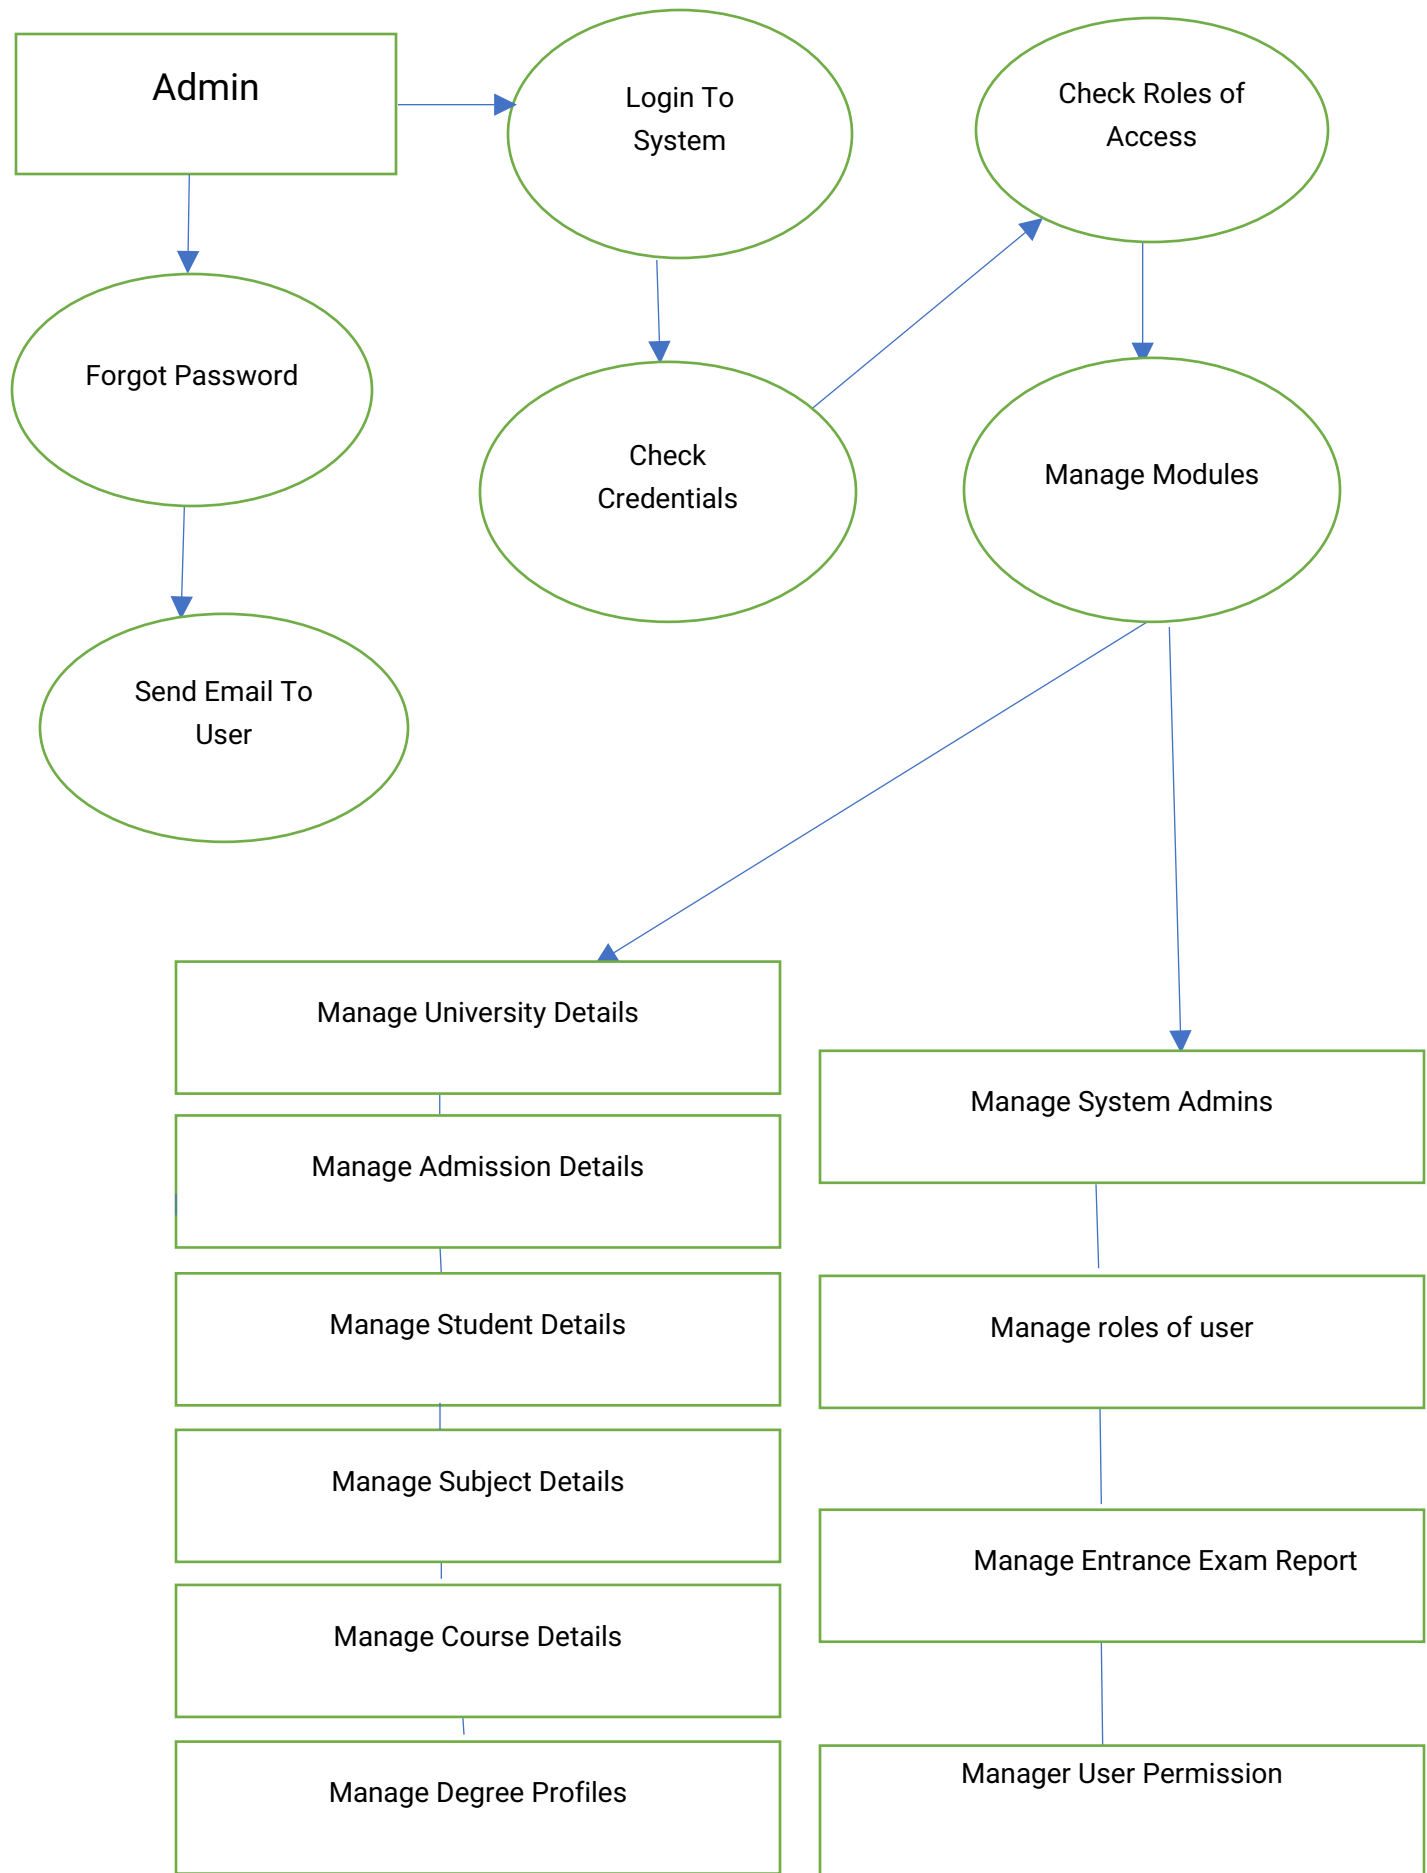 Admin
Login To
System
Check Roles of
Access
Forgot Password
Check
Credentials
Manage Modules
Send Email To
User
Manage University Details
Manage Admission Details
Manage Student Details
Manage Subject Details
Manage Course Details
Manage Degree Profiles
Manage System Admins
Manage roles of user
Manage Entrance Exam Report
Manager User Permission